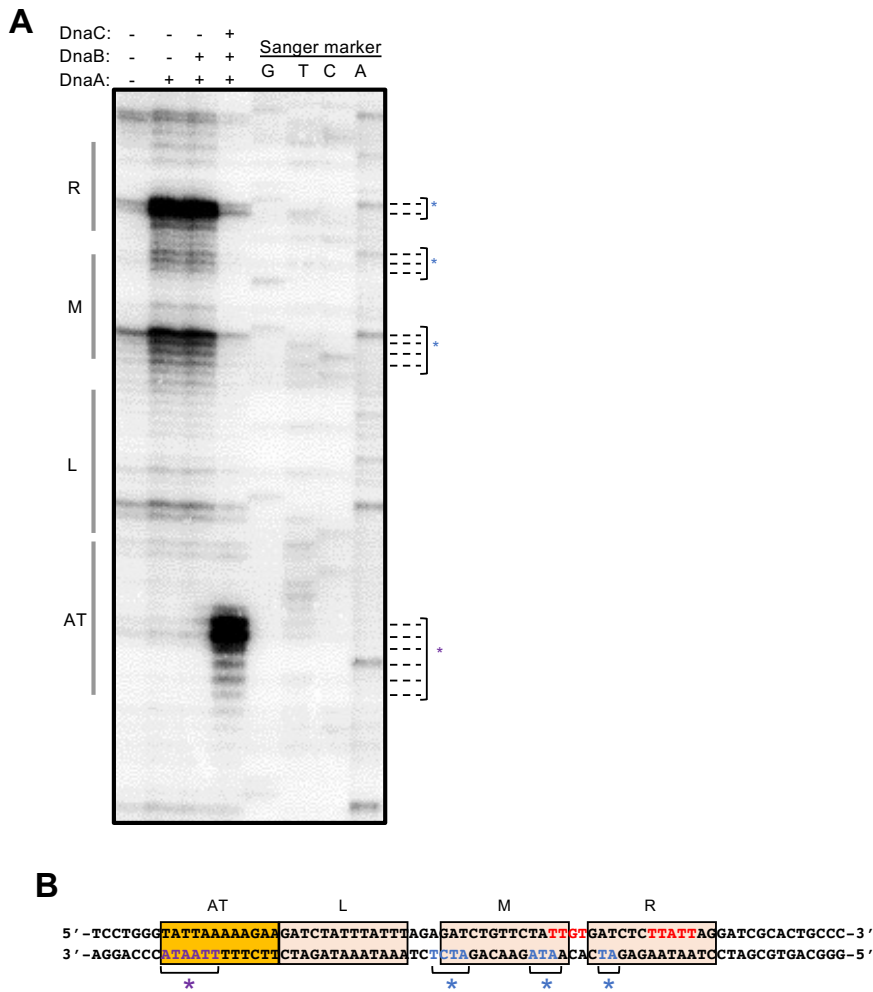 A
DnaC: - - - +
DnaB: - - + + Sanger marker
DnaA: - + + + G T C A
R *
*
M *
L
AT *
B
AT L M R
5′-TCCTGGGTATTAAAAAGAAGATCTATTTATTTAGAGATCTGTTCTATTGTGATCTCTTATTAGGATCGCACTGCCC-3′
3′-AGGACCCATAATTTTTCTTCTAGATAAATAAATCTCTAGACAAGATAACACTAGAGAATAATCCTAGCGTGACGGG-5′
* * * *